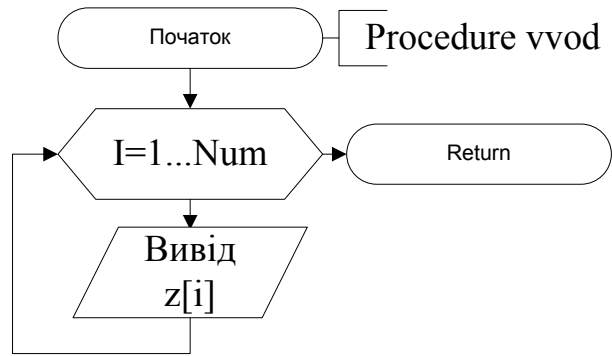 Початок
Procedure vvod
I=1...Num
Return
Вивід
z[i]